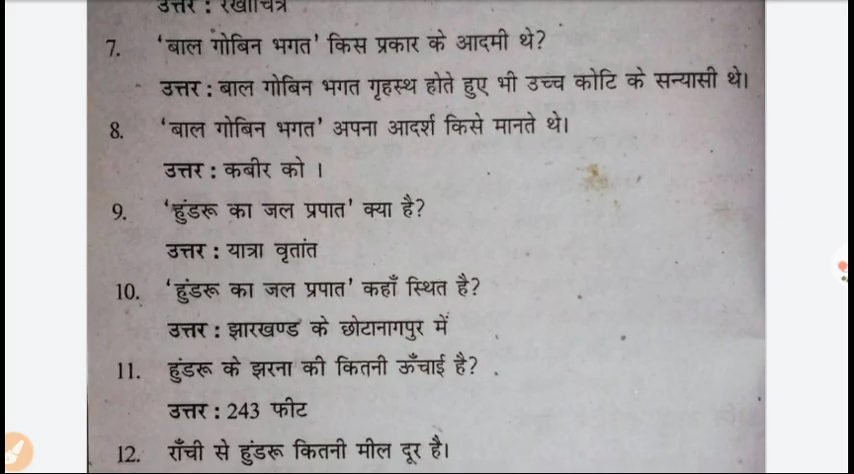 उत्तर : रेखाचित्र
7. 'बाल गोबिन भगत' किस प्रकार के आदमी थे?
उत्तर : बाल गोबिन भगत गृहस्थ होते हुए भी उच्च कोटि के सन्यासी थे।
8. 'बाल गोबिन भगत' अपना आदर्श किसे मानते थे।
उत्तर : कबीर को ।
9. 'हुंडरू का जल प्रपात' क्या है?
उत्तर : यात्रा वृतांत
10. 'हुंडरू का जल प्रपात' कहाँ स्थित है?
उत्तर : झारखण्ड के छोटानागपुर में
11. हुंडरू के झरना की कितनी ऊँचाई है?
उत्तर : 243 फीट
12. राँची से हुंडरू कितनी मील दूर है।